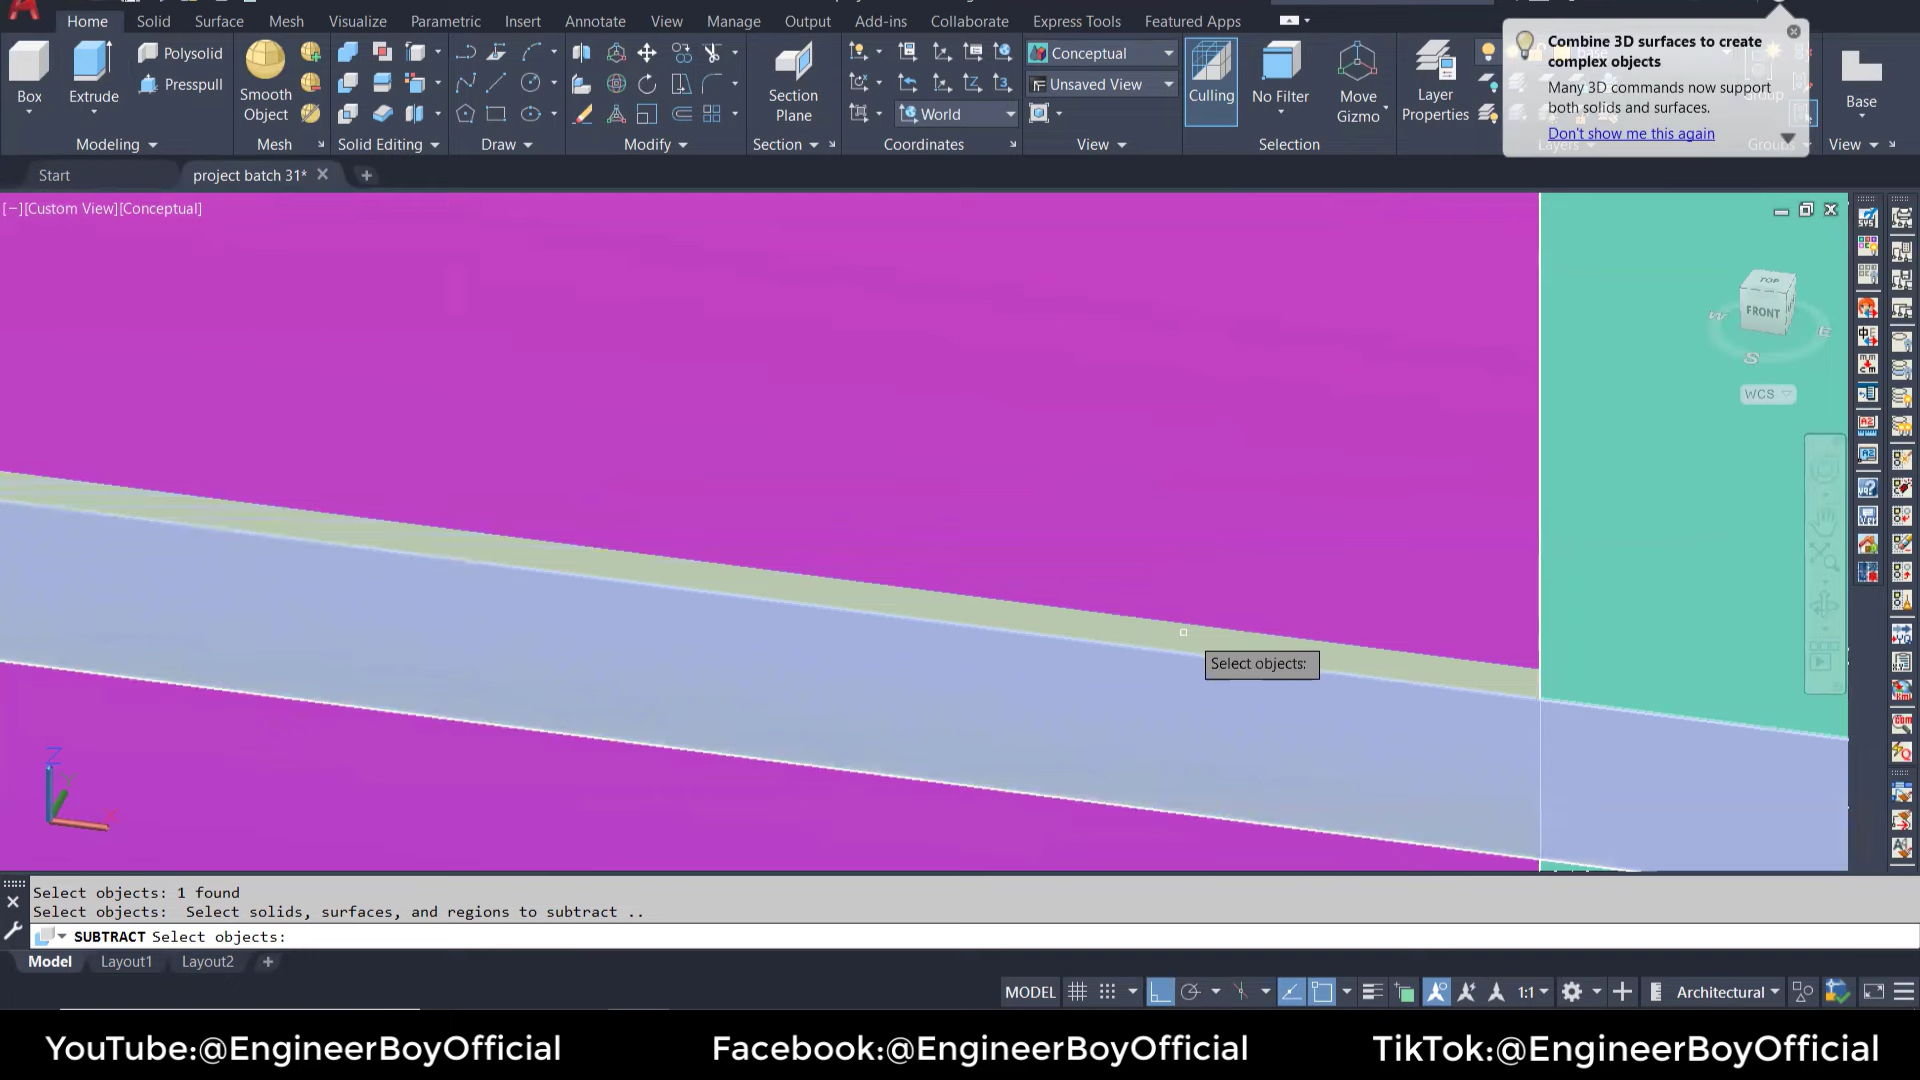 Home Solid Surface Mesh Visualize Parametric Insert Annotate View Manage Output Add-ins Collaborate Express Tools Featured Apps
Box
Extrude
Polysolid
Presspull
Smooth
Object
Section
Plane
World
Conceptual
Unsaved View
Culling
No Filter
Move
Gizmo
Layer
Properties
Group
Base
Modeling Mesh Solid Editing Draw Modify Section Coordinates View Selection Layers Groups View
Combine 3D surfaces to create
complex objects
Many 3D commands now support
both solids and surfaces.
Don't show me this again
Start project batch 31*
[−][Custom View][Conceptual]
TOP
FRONT
W
E
S
WCS
Select objects:
Z
Select objects: 1 found
Select objects: Select solids, surfaces, and regions to subtract ..
SUBTRACT Select objects:
Model Layout1 Layout2
MODEL 1:1 Architectural
YouTube:@EngineerBoyOfficial Facebook:@EngineerBoyOfficial TikTok:@EngineerBoyOfficial